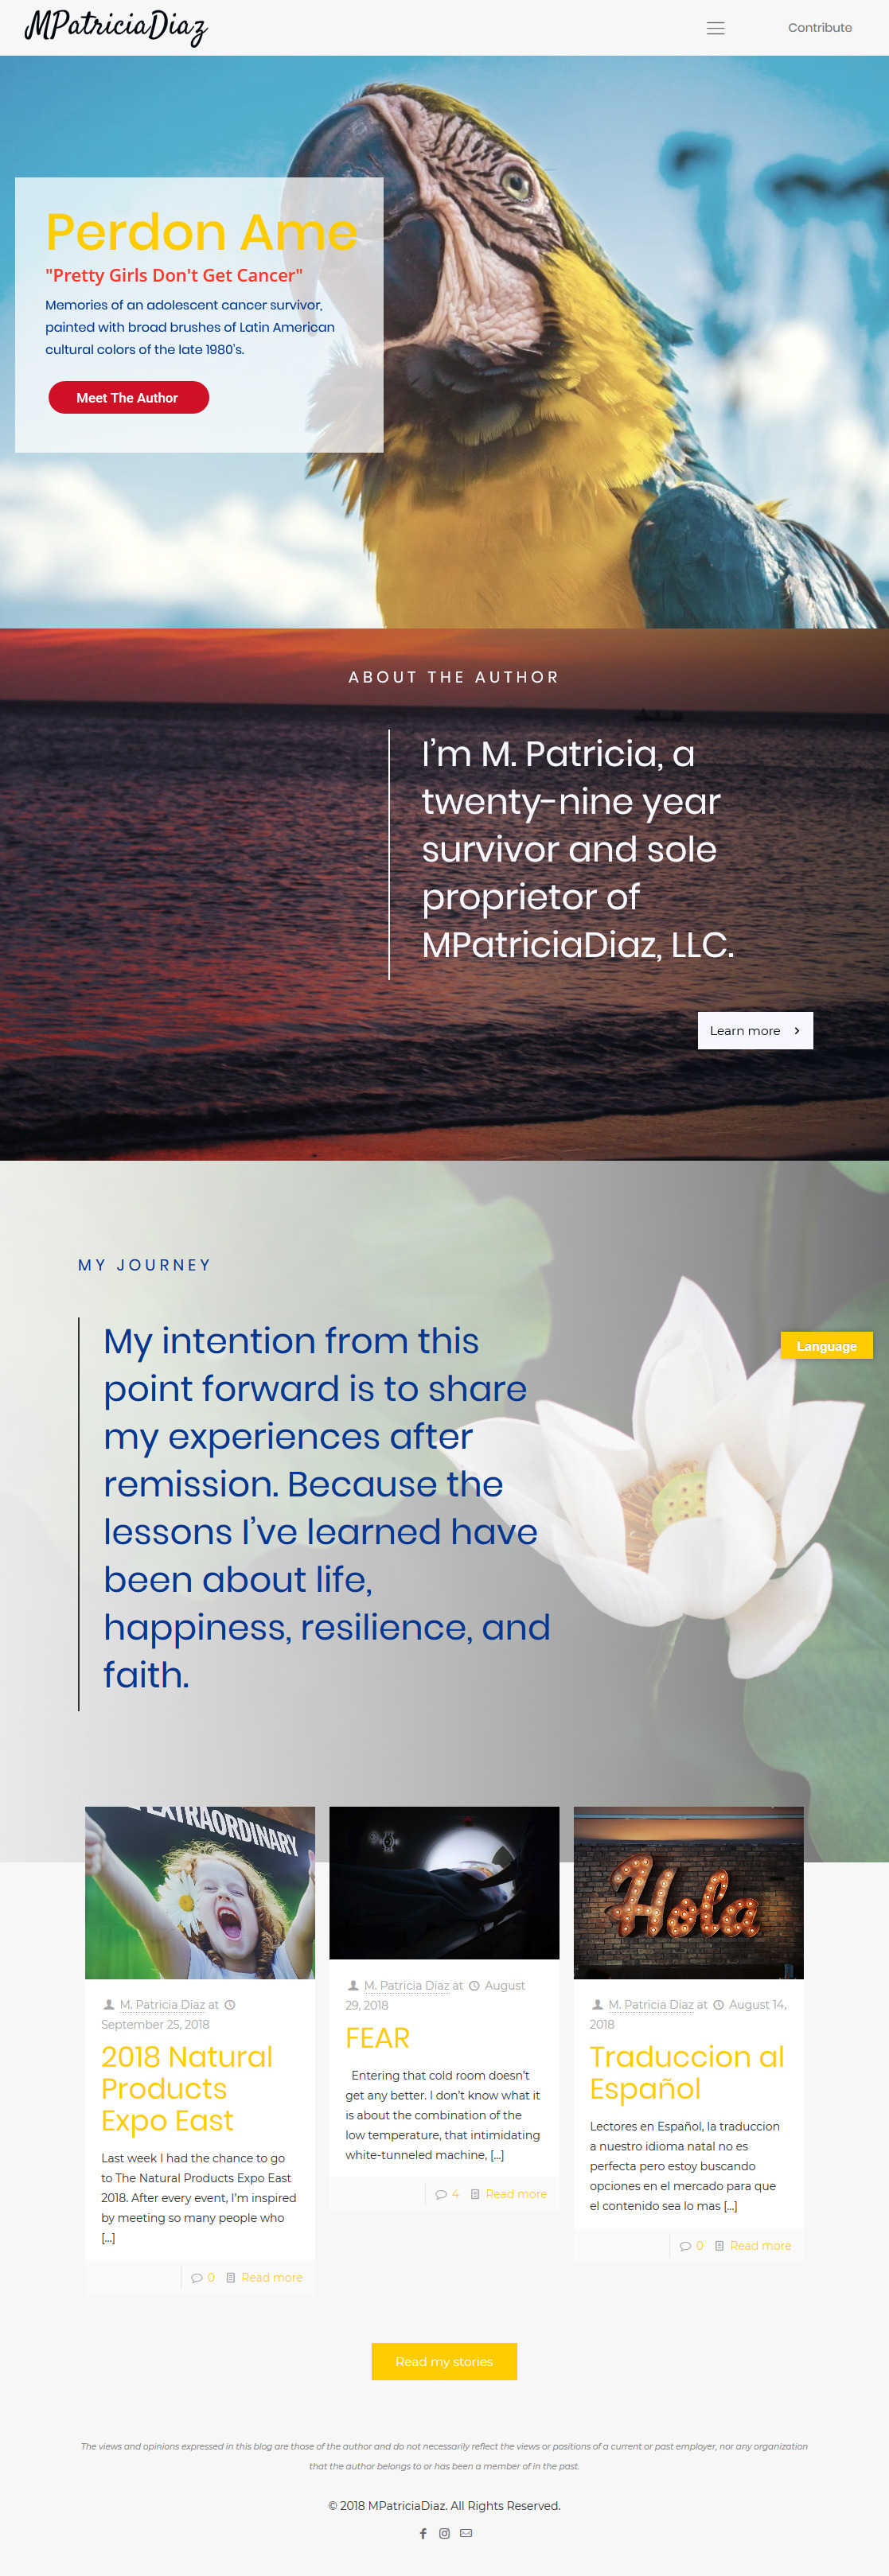 MPatriciaDiaz
Contribute
Perdon Ame
"Pretty Girls Don't Get Cancer"
Memories of an adolescent cancer survivor,
painted with broad brushes of Latin American
cultural colors of the late 1980's.
Meet The Author
ABOUT THE AUTHOR
I'm M. Patricia, a
twenty-nine year
survivor and sole
proprietor of
MPatriciaDiaz, LLC.
Learn more
MY JOURNEY
My intention from this
point forward is to share
my experiences after
remission. Because the
lessons I've learned have
been about life,
happiness, resilience, and
faith.
Language
EXTRAORDINARY
M. Patricia Diaz at
September 25, 2018
2018 Natural
Products
Expo East
Last week I had the chance to go
to The Natural Products Expo East
2018. After every event, I'm inspired
by meeting so many people who
[...]
0 Read more
M. Patricia Diaz at August
29, 2018
FEAR
Entering that cold room doesn't
get any better. I don't know what it
is about the combination of the
low temperature, that intimidating
white-tunneled machine, [...]
4 Read more
Hola
M. Patricia Diaz at August 14,
2018
Traduccion al
Español
Lectores en Español, la traduccion
a nuestro idioma natal no es
perfecta pero estoy buscando
opciones en el mercado para que
el contenido sea lo mas [...]
0 Read more
Read my stories
The views and opinions expressed in this blog are those of the author and do not necessarily reflect the views or positions of a current or past employer, nor any organization
that the author belongs to or has been a member of in the past.
© 2018 MPatriciaDiaz. All Rights Reserved.